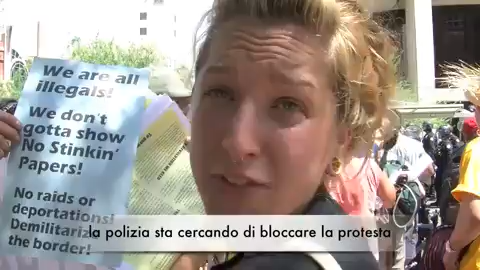 We are all
illegals!
We don't
gotta show
No Stinkin'
Papers!
No raids or
deportations!
Demilitariz
the border!
la polizia sta cercando di bloccare la protesta